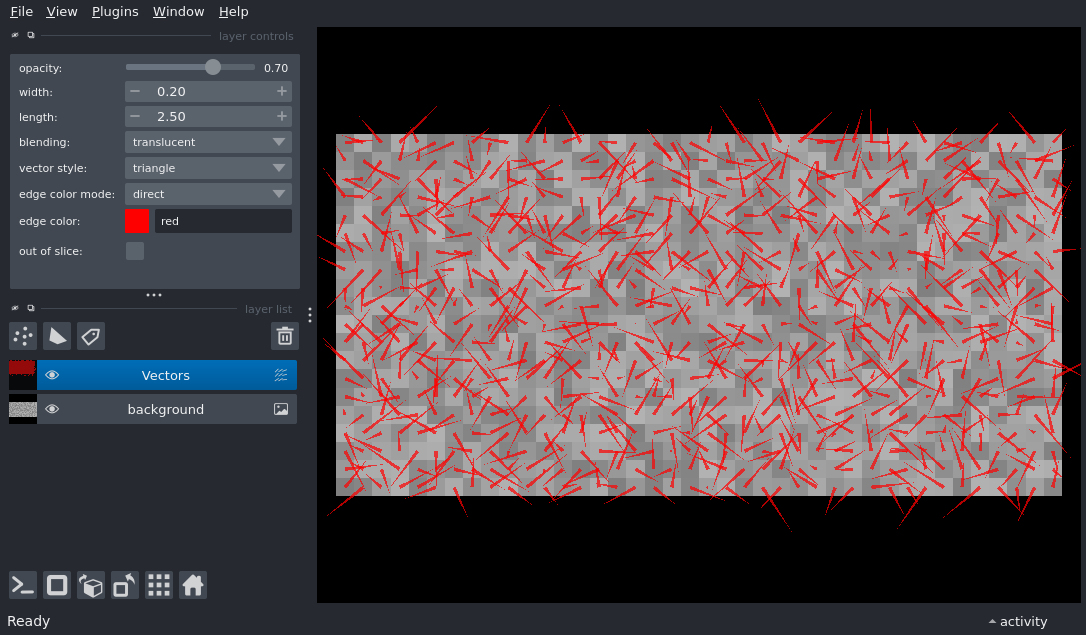 File View Plugins Window Help
layer controls
opacity: 0.70
width: 0.20
length: 2.50
blending: translucent
vector style: triangle
edge color mode: direct
edge color: red
out of slice:
layer list
Vectors
background
Ready
activity